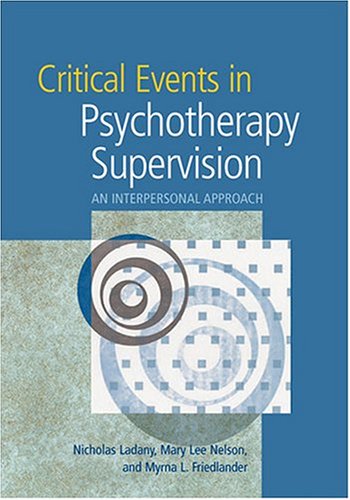 Critical Events in
Psychotherapy
Supervision
AN INTERPERSONAL APPROACH
Nicholas Ladany, Mary Lee Nelson,
and Myrna L. Friedlander